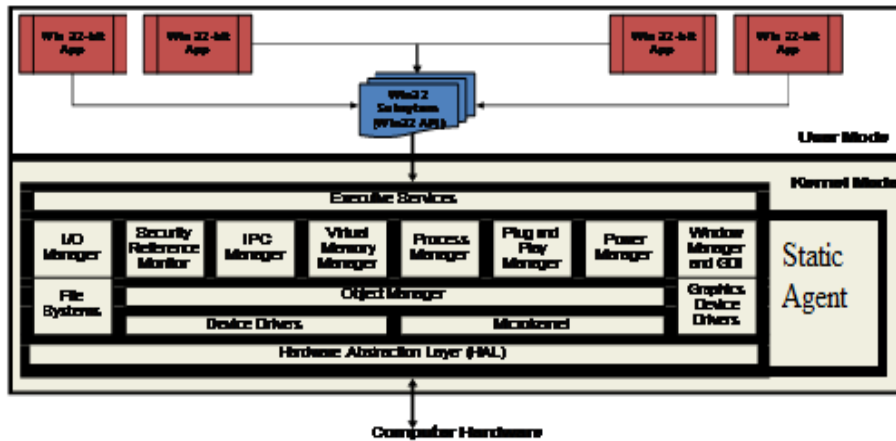 Win 32-bit
App
Win 32-bit
App
Win 32-bit
App
Win 32-bit
App
Win32
Subsytem
(Win32 API)
User Mode
Kernel Mode
Executive Services
I/O
Manager
Security
Reference
Monitor
IPC
Manager
Virtual
Memory
Manager
Process
Manager
Plug and
Play
Manager
Power
Manager
Window
Manager
and GDI
Static
Agent
File
Systems
Object Manager
Graphics
Device
Drivers
Device Drivers
Microkernel
Hardware Abstraction Layer (HAL)
Computer Hardware